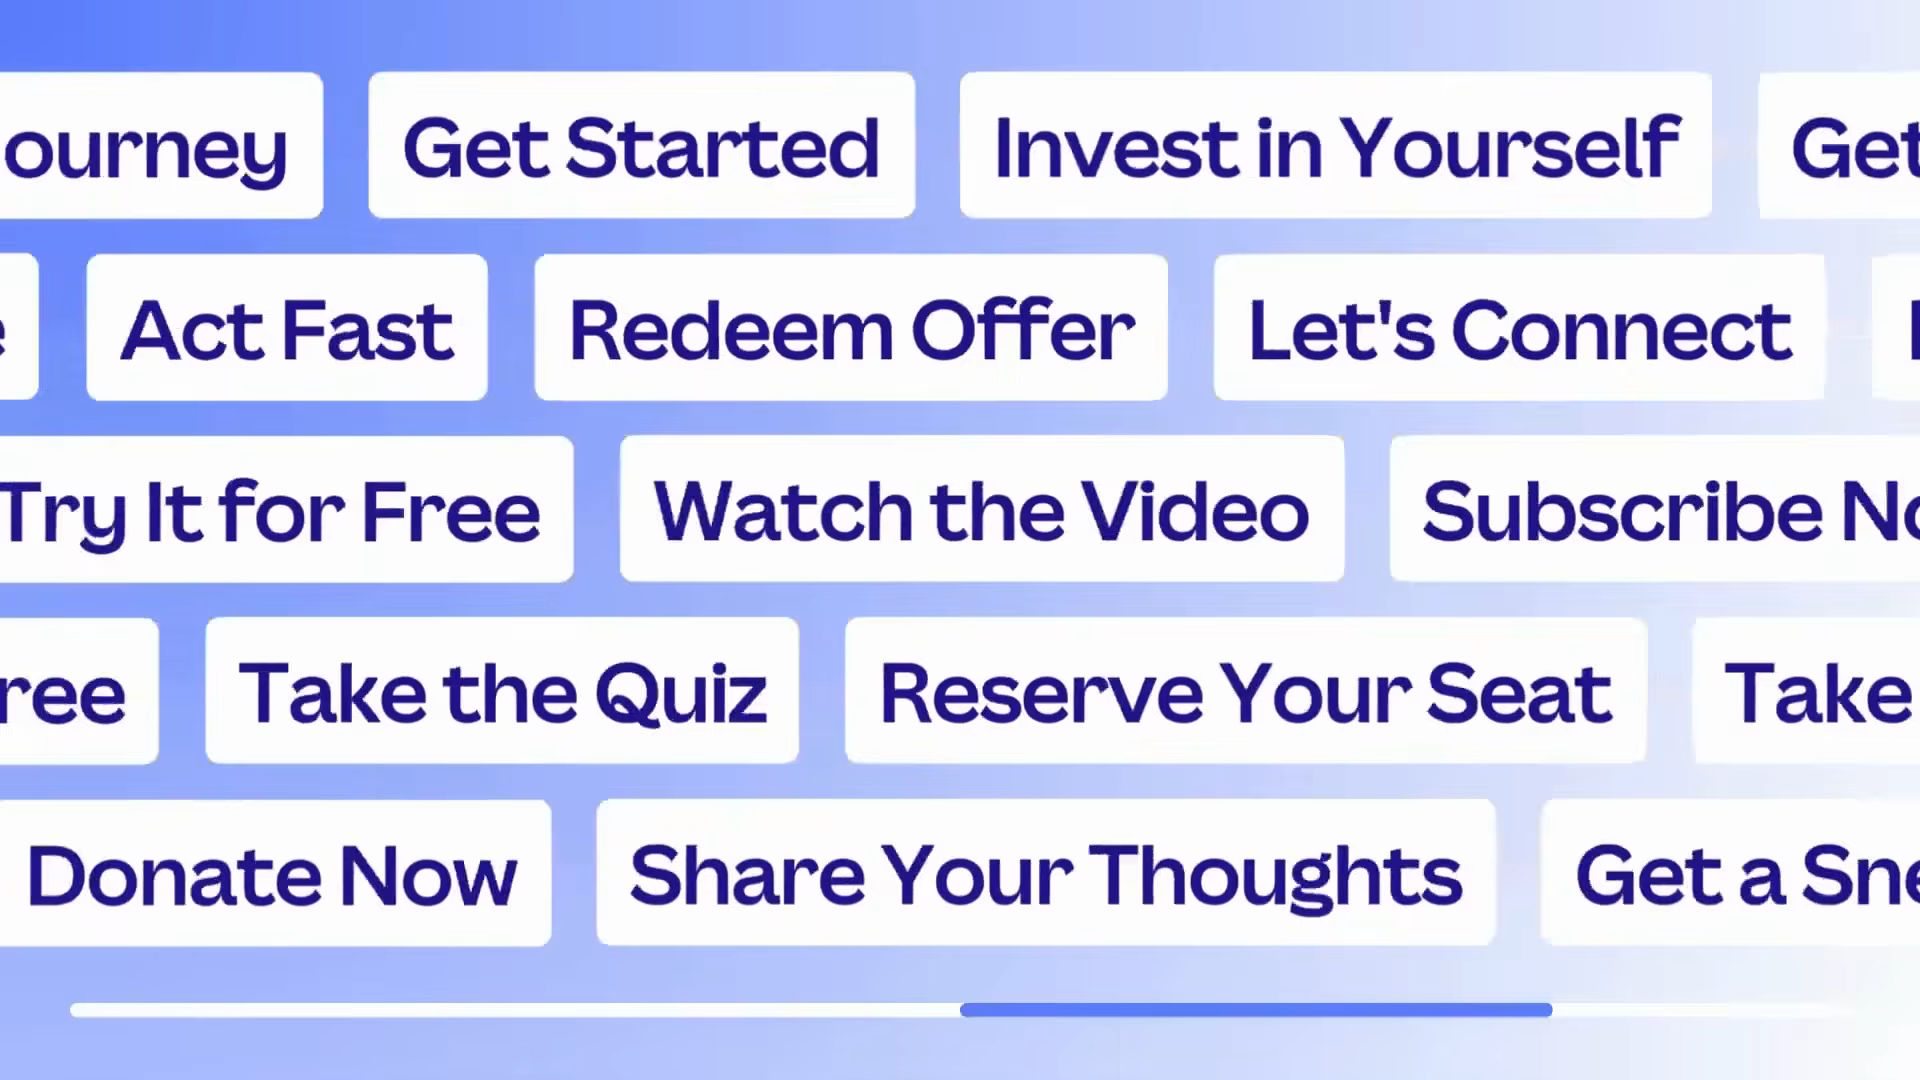 ourney Get Started Invest in Yourself Get
Act Fast Redeem Offer Let's Connect
Try It for Free Watch the Video Subscribe No
ree Take the Quiz Reserve Your Seat Take
Donate Now Share Your Thoughts Get a Sne